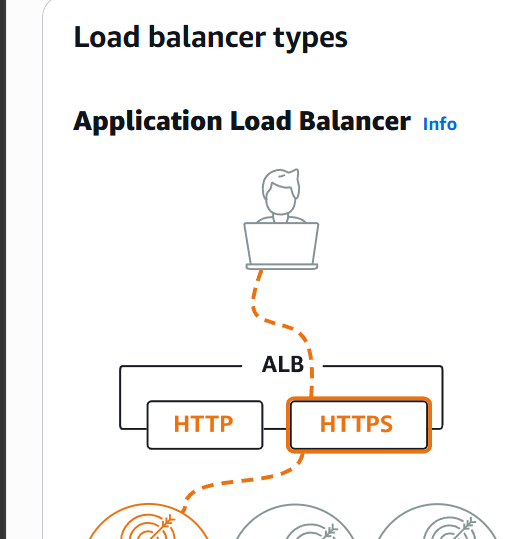 Load balancer types
Application Load Balancer Info
ALB
HTTP HTTPS